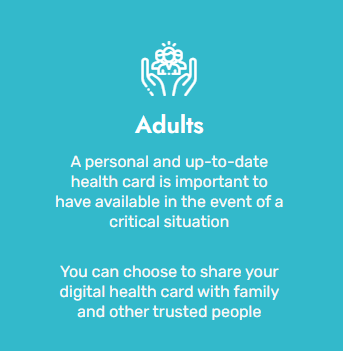 Adults
A personal and up-to-date
health card is important to
have available in the event of a
critical situation
You can choose to share your
digital health card with family
and other trusted people